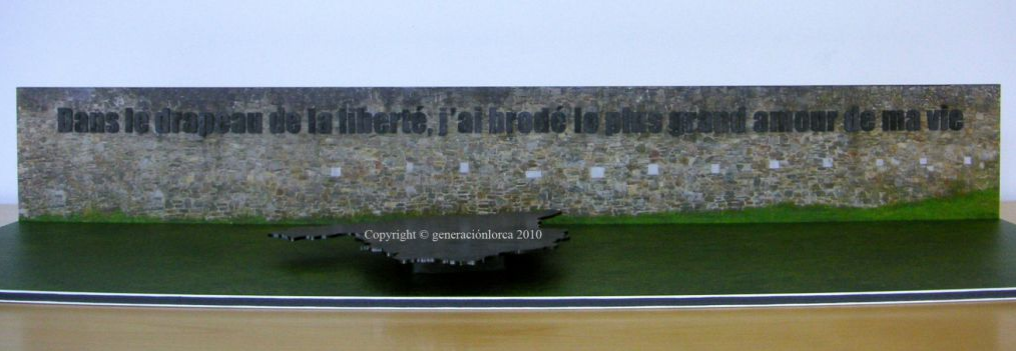 Dans le drapeau de la liberté, j'ai brodé le plus grand amour de ma vie
Copyright © generaciónlorca 2010